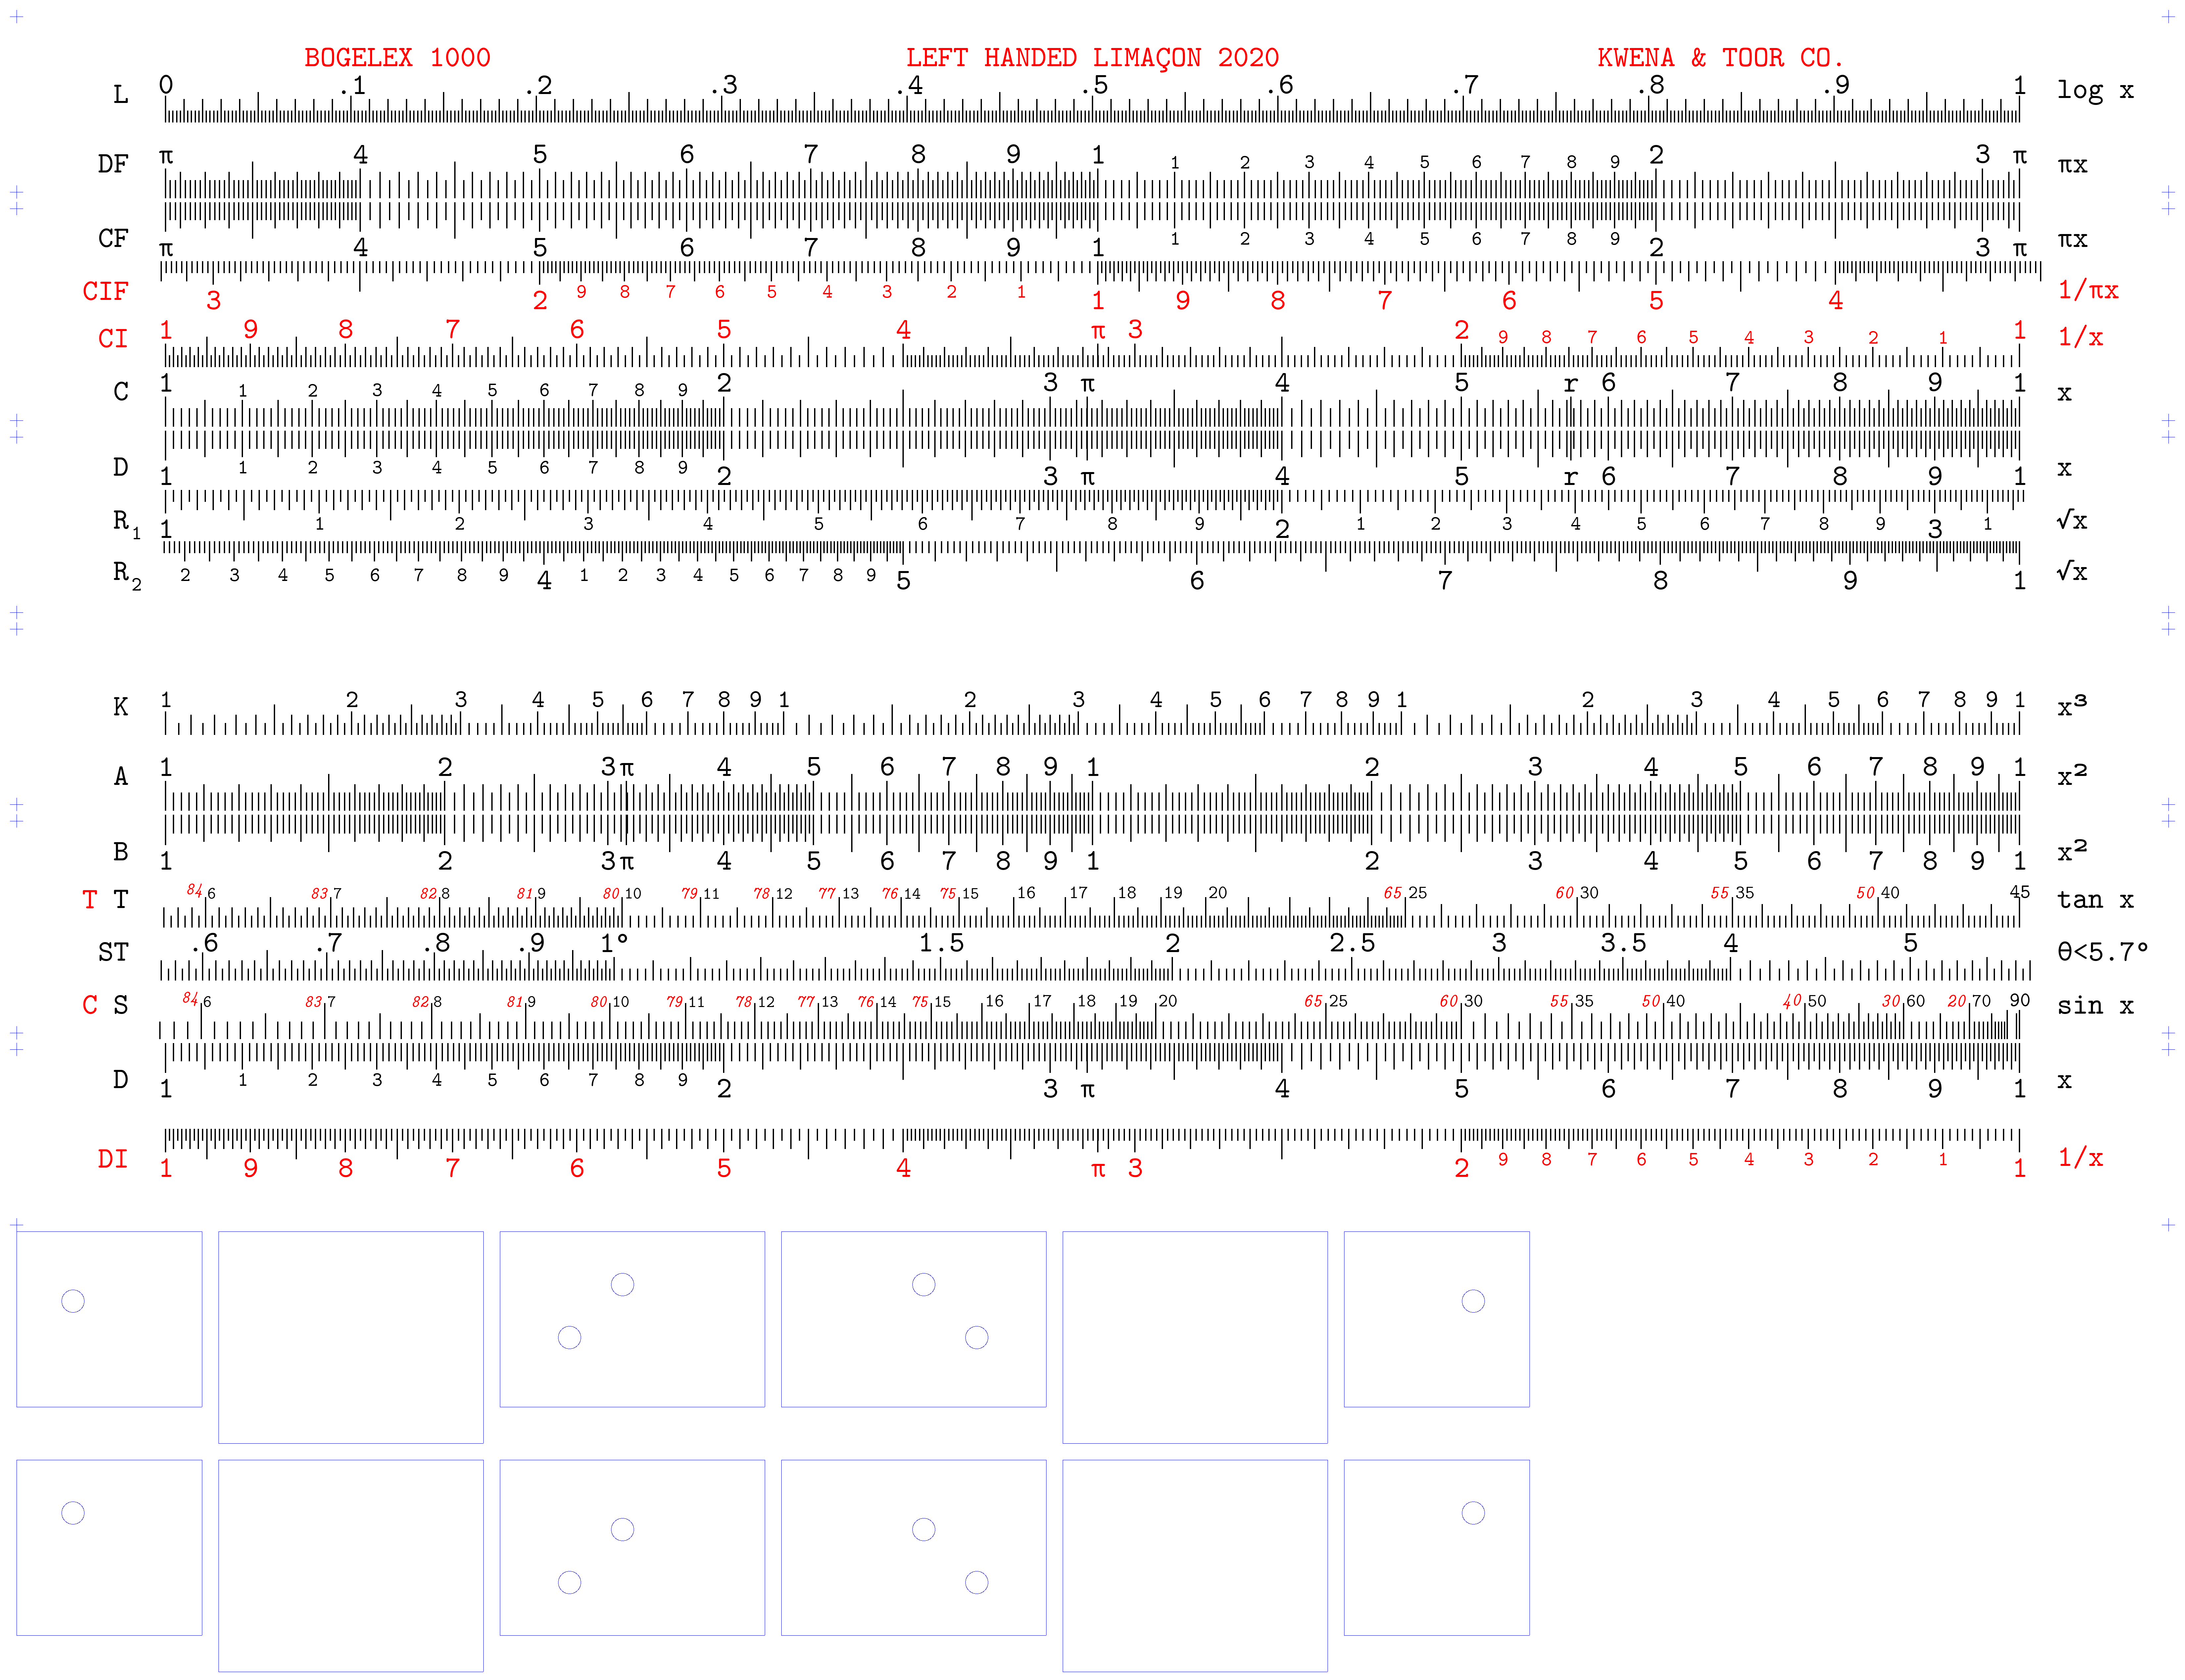 BOGELEX 1000 LEFT HANDED LIMAÇON 2020 KWENA & TOOR CO.
L 0 .1 .2 .3 .4 .5 .6 .7 .8 .9 1 log x
DF π 4 5 6 7 8 9 1 1 2 3 4 5 6 7 8 9 2 3 π πx
CF π 4 5 6 7 8 9 1 1 2 3 4 5 6 7 8 9 2 3 π πx
CIF 3 2 9 8 7 6 5 4 3 2 1 1 9 8 7 6 5 4 1/πx
CI 1 9 8 7 6 5 4 π 3 2 9 8 7 6 5 4 3 2 1 1 1/x
C 1 1 2 3 4 5 6 7 8 9 2 3 π 4 5 r 6 7 8 9 1 x
D 1 1 2 3 4 5 6 7 8 9 2 3 π 4 5 r 6 7 8 9 1 x
R₁ 1 1 2 3 4 5 6 7 8 9 2 1 2 3 4 5 6 7 8 9 3 1 √x
R₂ 2 3 4 5 6 7 8 9 4 1 2 3 4 5 6 7 8 9 5 6 7 8 9 1 √x
K 1 2 3 4 5 6 7 8 9 1 2 3 4 5 6 7 8 9 1 2 3 4 5 6 7 8 9 1 x³
A 1 2 3 π 4 5 6 7 8 9 1 2 3 4 5 6 7 8 9 1 x²
B 1 2 3 π 4 5 6 7 8 9 1 2 3 4 5 6 7 8 9 1 x²
T T 84 6 83 7 82 8 81 9 80 10 79 11 78 12 77 13 76 14 75 15 16 17 18 19 20 65 25 60 30 55 35 50 40 45 tan x
ST .6 .7 .8 .9 1° 1.5 2 2.5 3 3.5 4 5 θ<5.7°
C S 84 6 83 7 82 8 81 9 80 10 79 11 78 12 77 13 76 14 75 15 16 17 18 19 20 65 25 60 30 55 35 50 40 40 50 30 60 20 70 90 sin x
D 1 1 2 3 4 5 6 7 8 9 2 3 π 4 5 6 7 8 9 1 x
DI 1 9 8 7 6 5 4 π 3 2 9 8 7 6 5 4 3 2 1 1 1/x